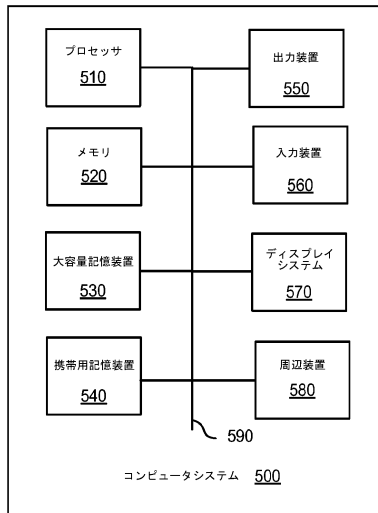 プロセッサ
510
出力装置
550
メモリ
520
入力装置
560
大容量記憶装置
530
ディスプレイ
システム
570
携帯用記憶装置
540
周辺装置
580
590
コンピュータシステム 500